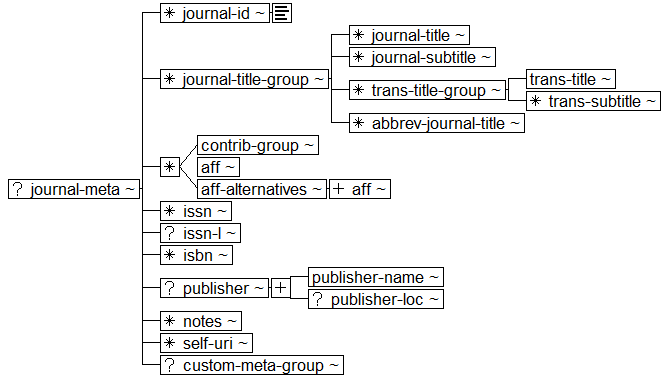 * journal-id ~
* journal-title ~
* journal-subtitle ~
* journal-title-group ~
trans-title ~
* trans-title-group ~
* trans-subtitle ~
* abbrev-journal-title ~
contrib-group ~
* aff ~
? journal-meta ~
aff-alternatives ~ + aff ~
* issn ~
? issn-l ~
* isbn ~
publisher-name ~
? publisher ~ +
? publisher-loc ~
* notes ~
* self-uri ~
? custom-meta-group ~